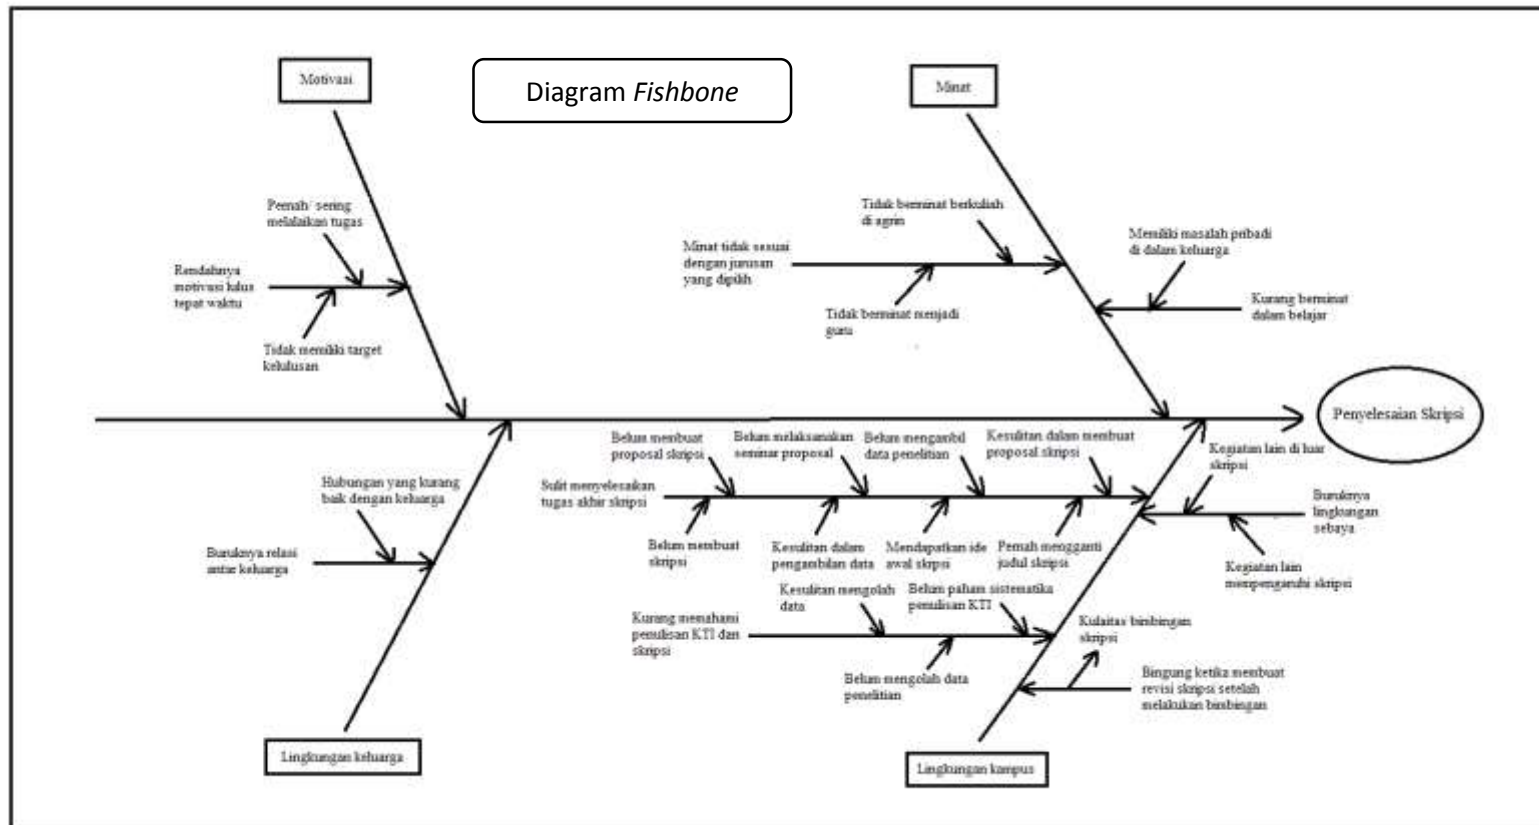 Motivasi
Diagram Fishbone
Minat
Pernah/ sering
melalaikan tugas
Rendahnya
motivasi lulus
tepat waktu
Tidak memiliki target
kelulusan
Tidak berminat berkuliah
di agrin
Minat tidak sesuai
dengan jurusan
yang dipilih
Tidak berminat menjadi
guru
Memiliki masalah pribadi
di dalam keluarga
Kurang berminat
dalam belajar
Penyelesaian Skripsi
Hubungan yang kurang
baik dengan keluarga
Buruknya relasi
antar keluarga
Belum membuat
proposal skripsi
Belum melaksanakan
seminar proposal
Belum mengambil
data penelitian
Kesulitan dalam membuat
proposal skripsi
Sulit menyelesaikan
tugas akhir skripsi
Belum membuat
skripsi
Kesulitan dalam
pengambilan data
Mendapatkan ide
awal skripsi
Pernah mengganti
judul skripsi
Kegiatan lain di luar
skripsi
Buruknya
lingkungan
sebaya
Kegiatan lain
mempengaruhi skripsi
Kesulitan mengolah
data
Belum paham sistematika
penulisan KTI
Kurang memahami
penulisan KTI dan
skripsi
Belum mengolah data
penelitian
Kulaitas bimbingan
skripsi
Bingung ketika membuat
revisi skripsi setelah
melakukan bimbingan
Lingkungan keluarga
Lingkungan kampus